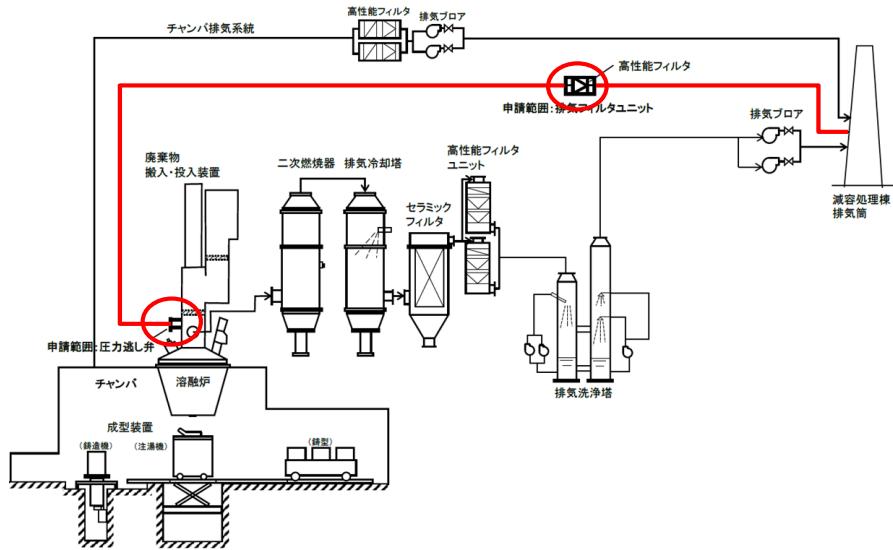 高性能フィルタ
排気ブロア
チャンバ排気系統
高性能フィルタ
申請範囲:排気フィルタユニット
排気ブロア
廃棄物
搬入・投入装置
二次燃焼器
排気冷却塔
高性能フィルタ
ユニット
セラミック
フィルタ
減容処理棟
排気筒
申請範囲:圧力逃し弁
チャンバ
溶融炉
排気洗浄塔
成型装置
(鋳造機)
(注湯機)
(鋳型)